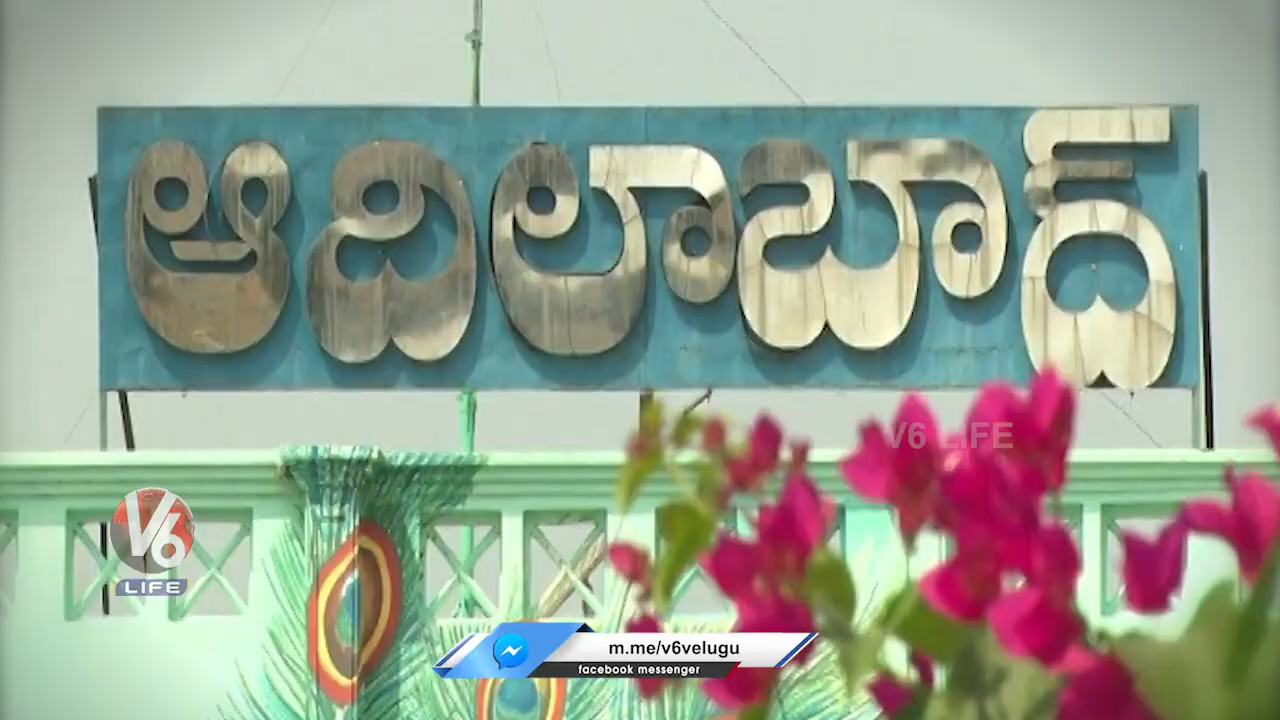 ఆదిలాబాద్
V6 LIFE
V6
LIFE
m.me/v6velugu
facebook messenger